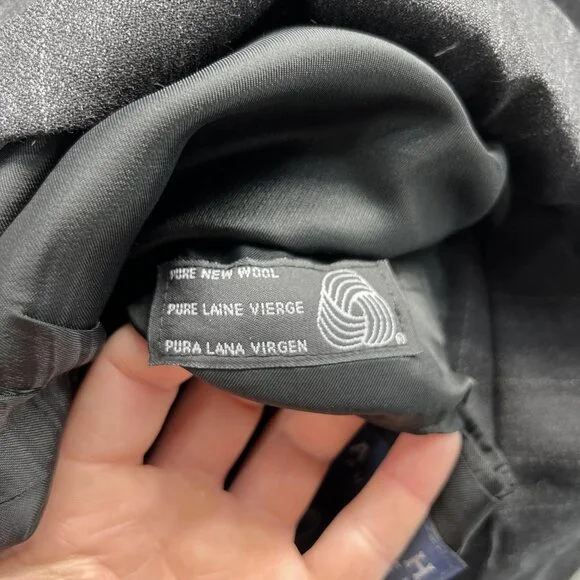 PURE NEW WOOL
PURE LAINE VIERGE
PURA LANA VIRGEN
®